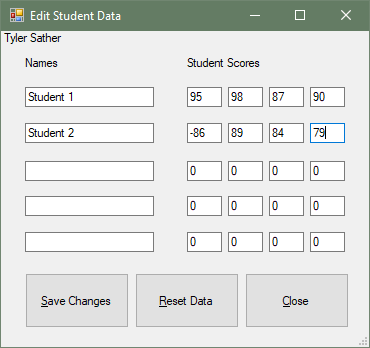 Edit Student Data
Tyler Sather
Names Student Scores
Student 1 95 98 87 90
Student 2 -86 89 84 79
0 0 0 0
0 0 0 0
0 0 0 0
Save Changes Reset Data Close